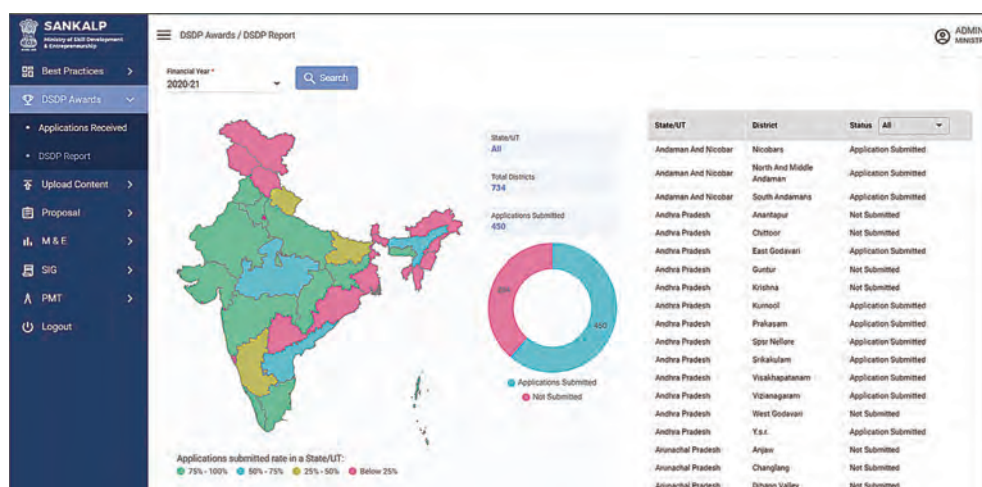 SANKALP
Ministry of Skill Development
& Entrepreneurship
Best Practices
DSDP Awards
Applications Received
DSDP Report
Upload Content
Proposal
M & E
SIG
PMT
Logout
DSDP Awards / DSDP Report
ADMIN
MINISTR
Financial Year *
2020-21
Search
State/UT
All
Total Districts
734
Applications Submitted
450
450
Applications Submitted
Not Submitted
Applications submitted rate in a State/UT:
75% - 100% 50% - 75% 25% - 50% Below 25%
State/UT District Status All
Andaman And Nicobar Nicobars Application Submitted
Andaman And Nicobar North And Middle Andaman Application Submitted
Andaman And Nicobar South Andamans Application Submitted
Andhra Pradesh Anantapur Not Submitted
Andhra Pradesh Chittoor Not Submitted
Andhra Pradesh East Godavari Application Submitted
Andhra Pradesh Guntur Not Submitted
Andhra Pradesh Krishna Not Submitted
Andhra Pradesh Kurnool Application Submitted
Andhra Pradesh Prakasam Application Submitted
Andhra Pradesh Spsr Nellore Application Submitted
Andhra Pradesh Srikakulam Application Submitted
Andhra Pradesh Visakhapatanam Application Submitted
Andhra Pradesh Vizianagaram Application Submitted
Andhra Pradesh West Godavari Not Submitted
Andhra Pradesh Y.s.r. Application Submitted
Arunachal Pradesh Anjaw Not Submitted
Arunachal Pradesh Changlang Not Submitted
Arunachal Pradesh Dibang Valley Not Submitted